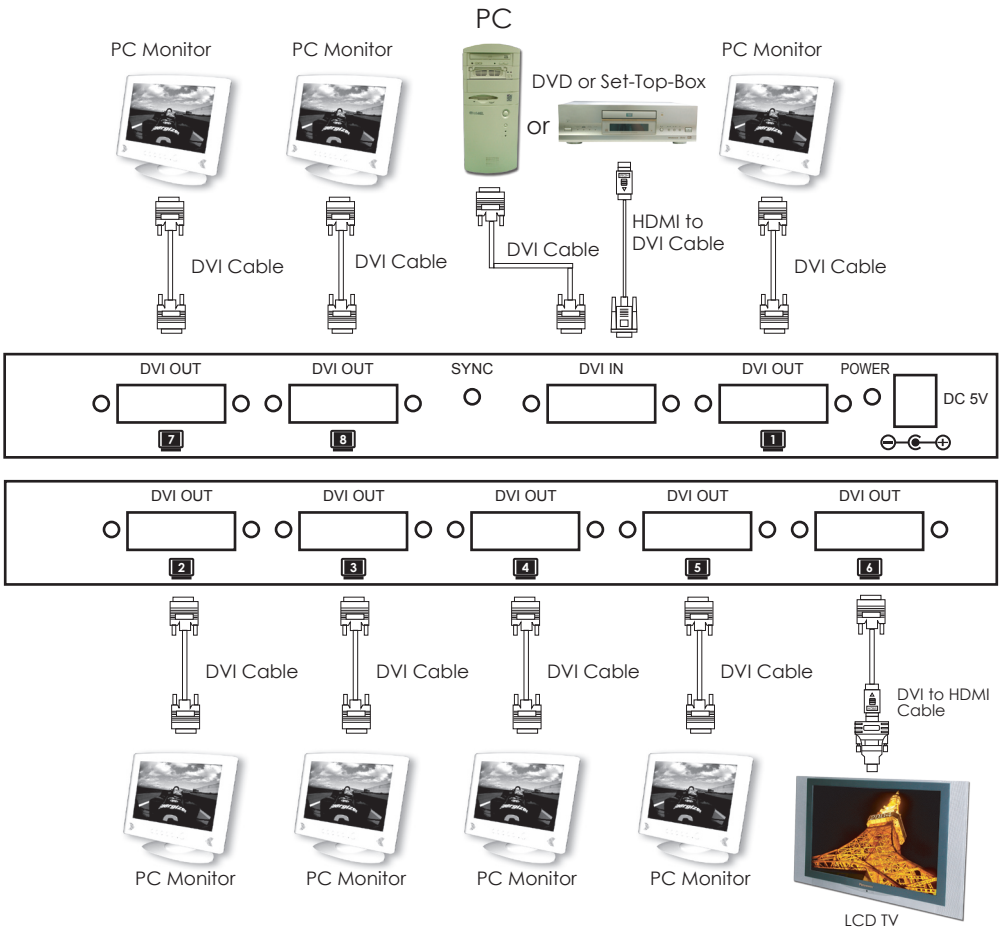 PC
PC Monitor
PC Monitor
DVD or Set-Top-Box
PC Monitor
or
HDMI to
DVI Cable
DVI Cable
DVI Cable
DVI Cable
DVI Cable
DVI OUT
DVI OUT
SYNC
DVI IN
DVI OUT
POWER
DC 5V
7
8
1
DVI OUT
DVI OUT
DVI OUT
DVI OUT
DVI OUT
2
3
4
5
6
DVI Cable
DVI Cable
DVI Cable
DVI Cable
DVI to HDMI
Cable
PC Monitor
PC Monitor
PC Monitor
PC Monitor
LCD TV